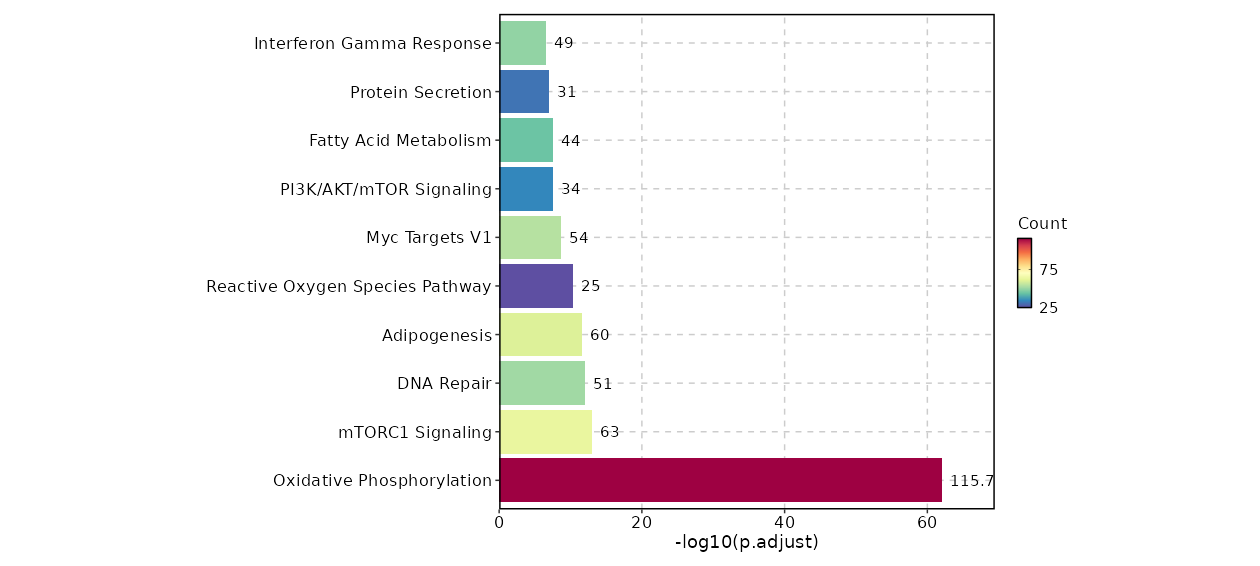 Interferon Gamma Response 49
Protein Secretion 31
Fatty Acid Metabolism 44
PI3K/AKT/mTOR Signaling 34
Myc Targets V1 54
Reactive Oxygen Species Pathway 25
Adipogenesis 60
DNA Repair 51
mTORC1 Signaling 63
Oxidative Phosphorylation 115.7
0 20 40 60
-log10(p.adjust)
Count
75
25